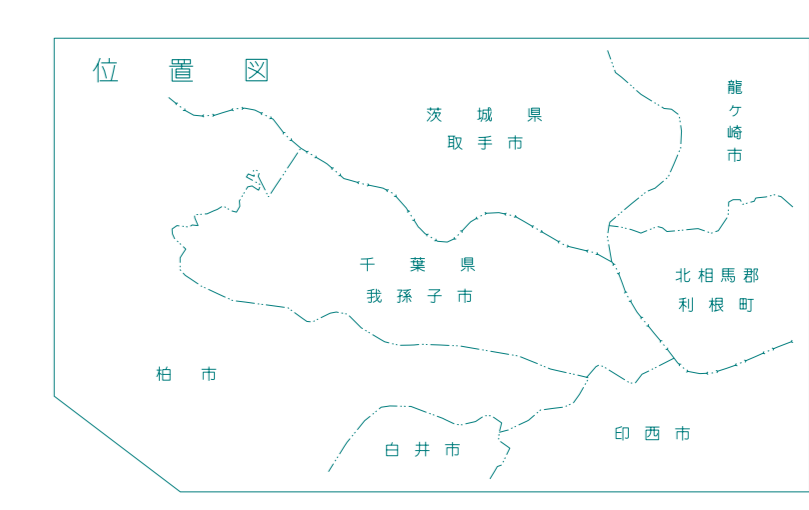 位置図
茨城県
取手市
龍ヶ崎市
千葉県
我孫子市
北相馬郡
利根町
柏市
白井市
印西市